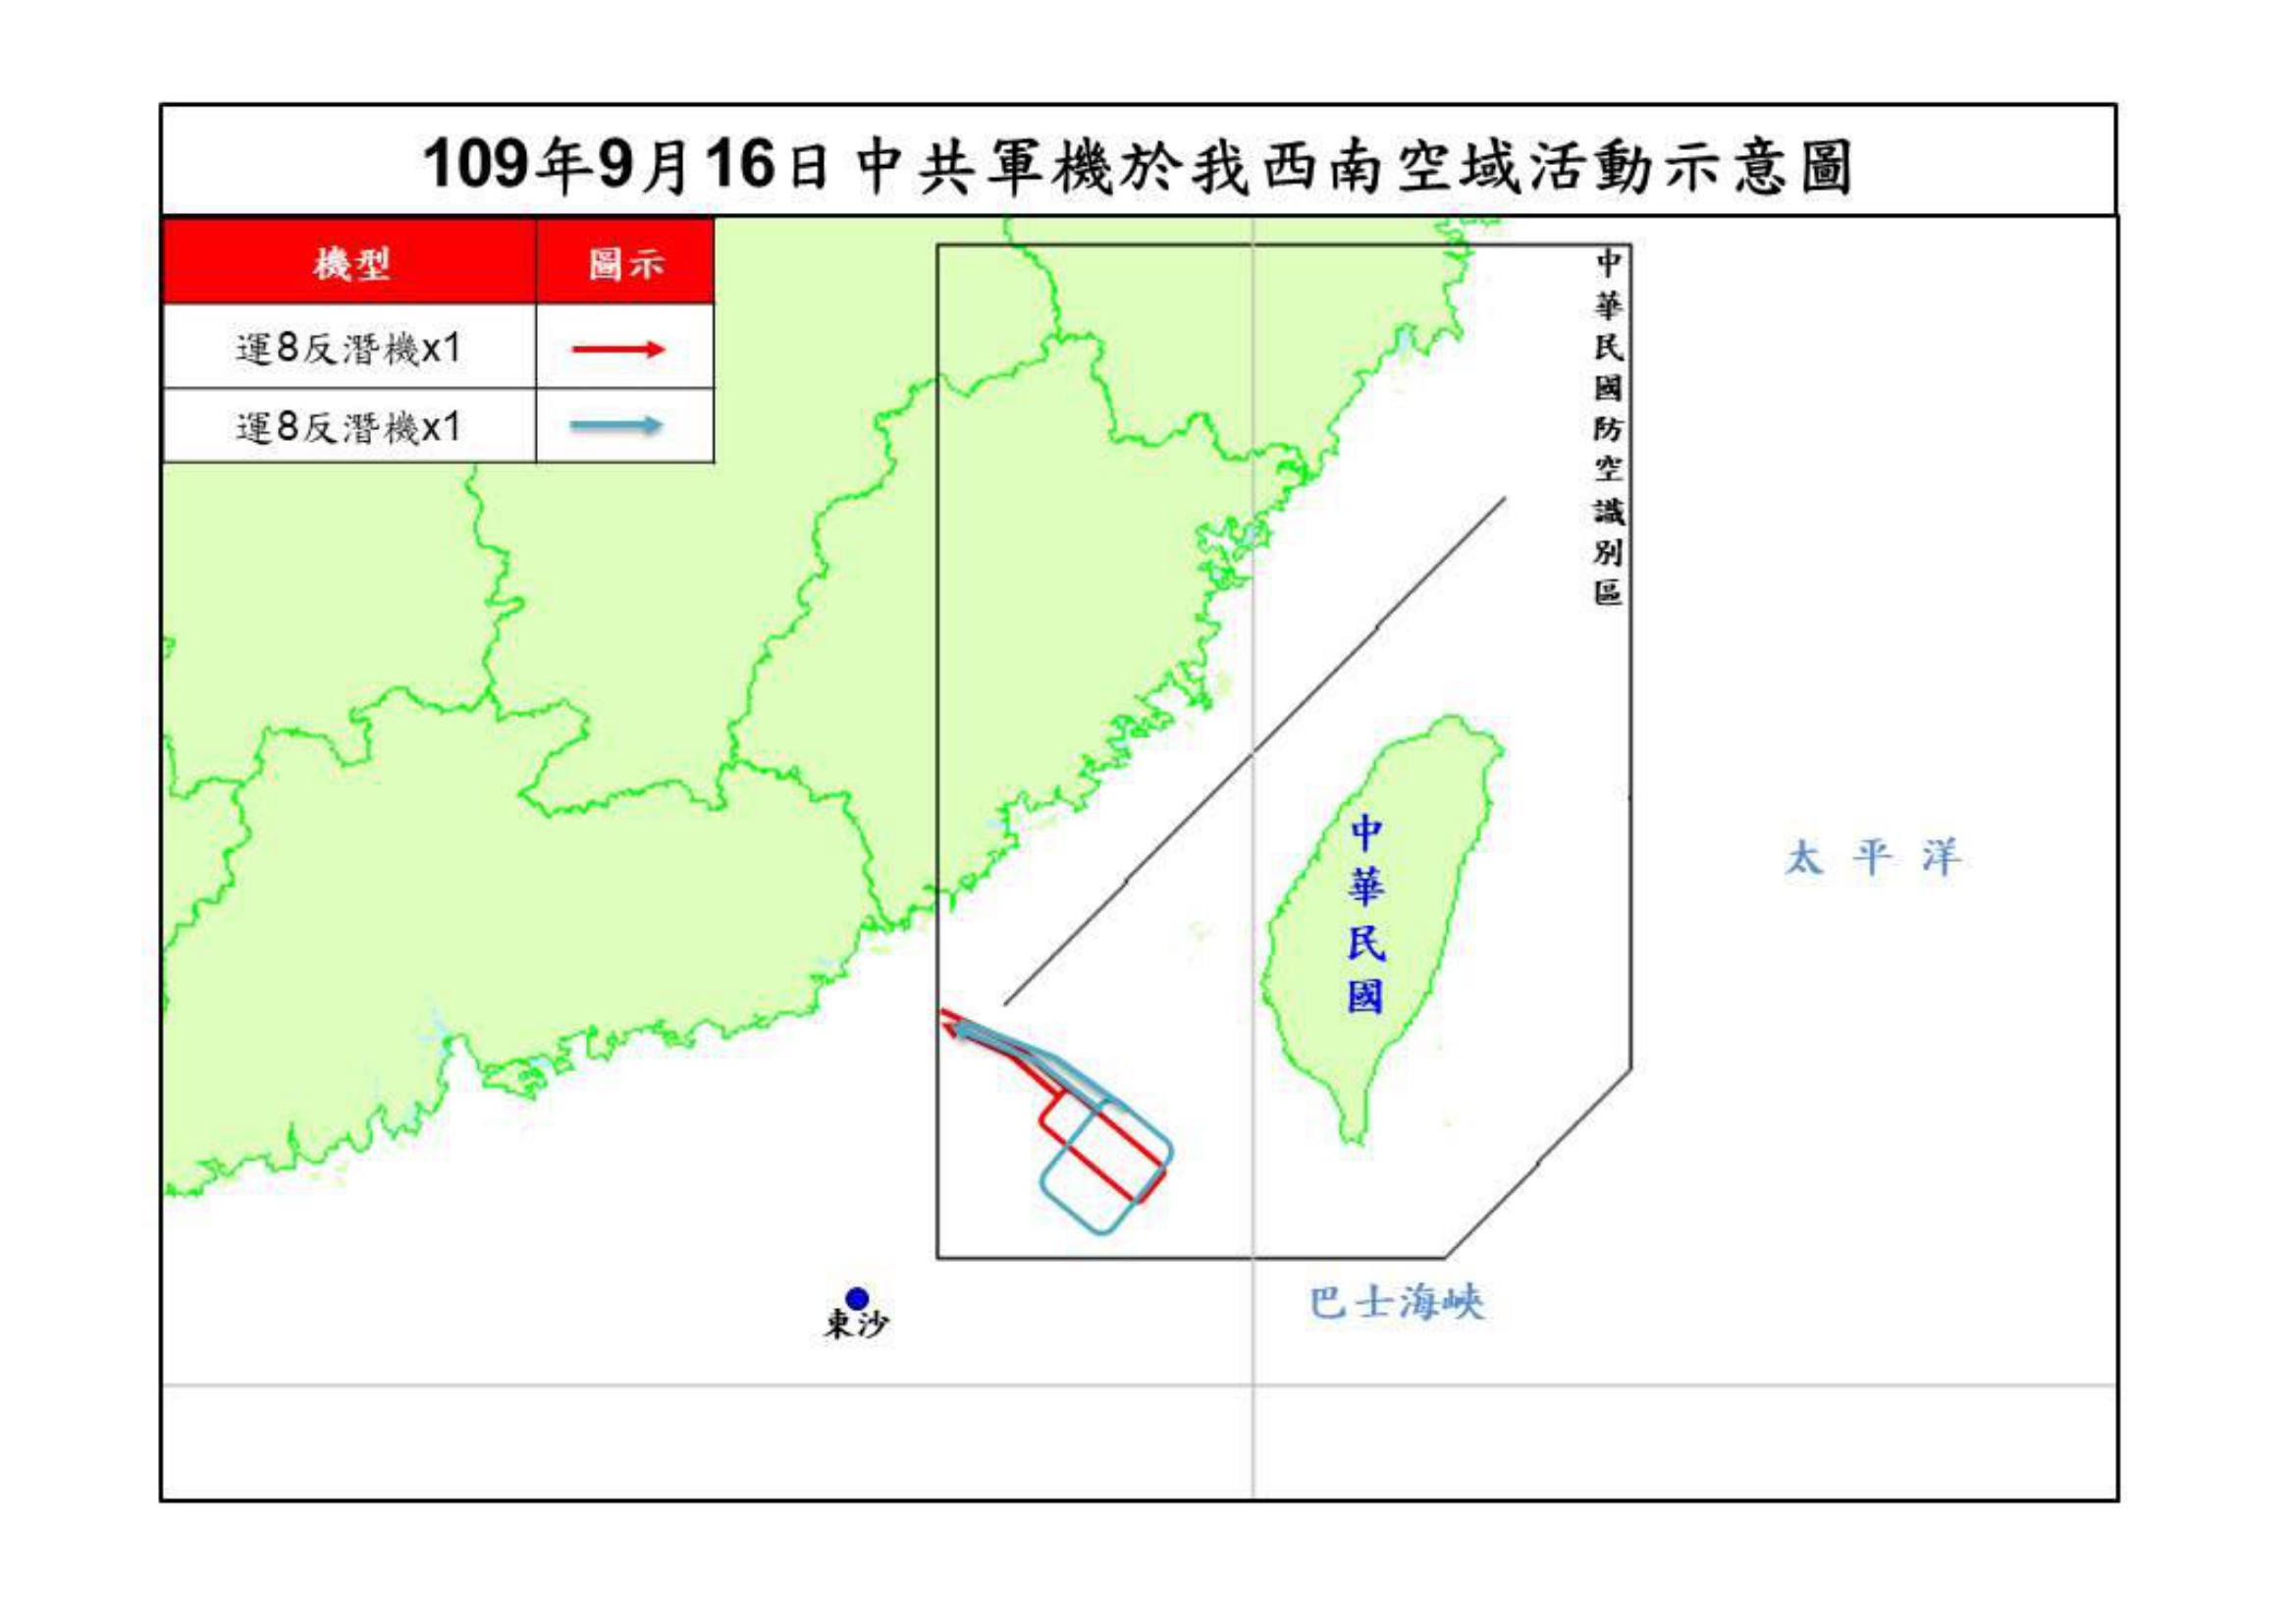 109年9月16日中共軍機於我西南空域活動示意圖
機型 圖示
運8反潛機x1
運8反潛機x1
中華民國防空識別區
中華民國
太平洋
巴士海峽
東沙